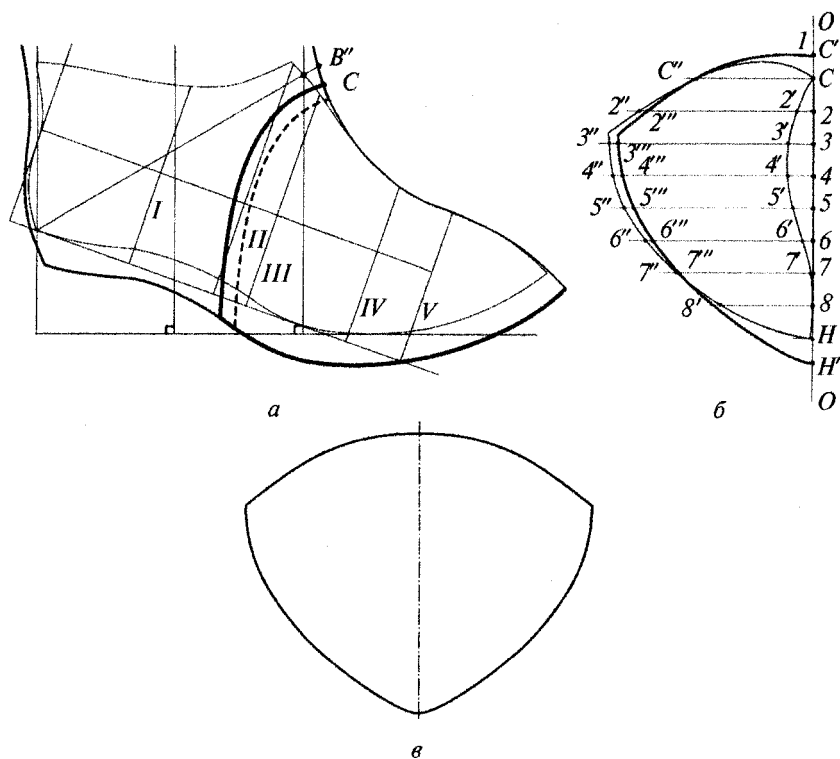 B″
C
I
II
III
IV
V
а
O
1
C′
C″
C
2″
2‴
2′
2
3″
3‴
3′
3
4″
4‴
4′
4
5″
5‴
5′
5
6″
6‴
6′
6
7″
7‴
7′
7
8′
8
H
H′
O
б
в